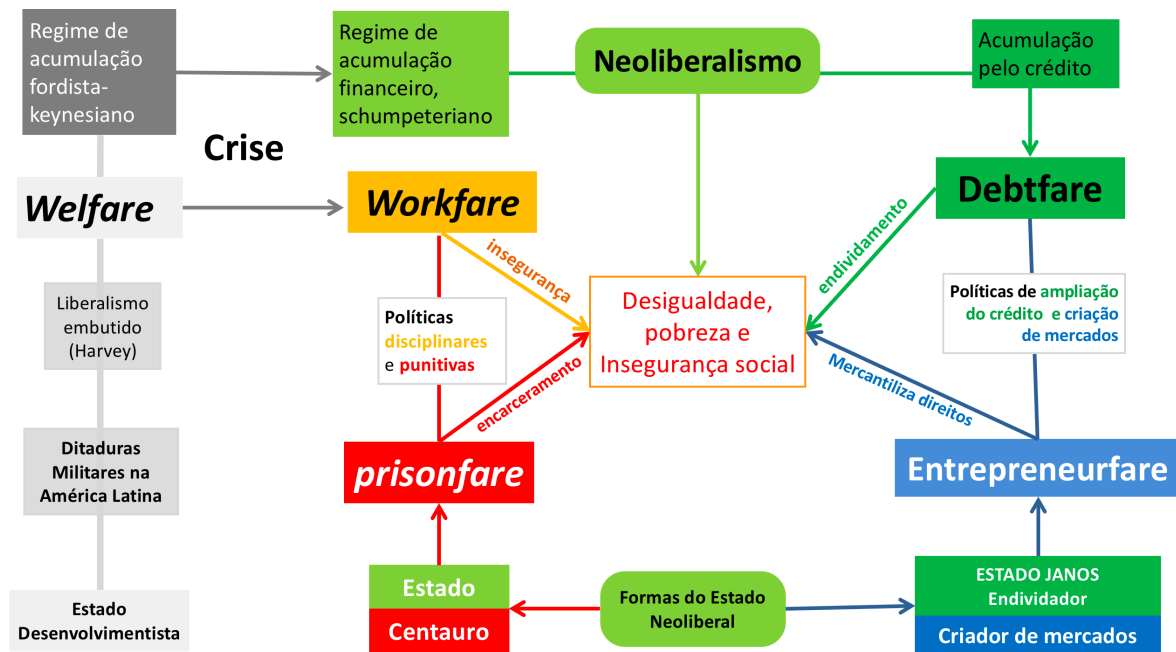 Regime de
acumulação
fordista-
keynesiano
Regime de
acumulação
financeiro,
schumpeteriano
Neoliberalismo
Acumulação
pelo crédito
Crise
Welfare
Workfare
Debtfare
insegurança
endividamento
Liberalismo
embutido
(Harvey)
Políticas
disciplinares
e punitivas
Desigualdade,
pobreza e
Insegurança social
Políticas de ampliação
do crédito e criação
de mercados
encarceramento
Mercantiliza direitos
Ditaduras
Militares na
América Latina
prisonfare
Entrepreneurfare
Estado
Desenvolvimentista
Estado
Centauro
Formas do Estado
Neoliberal
ESTADO JANOS
Endividador
Criador de mercados